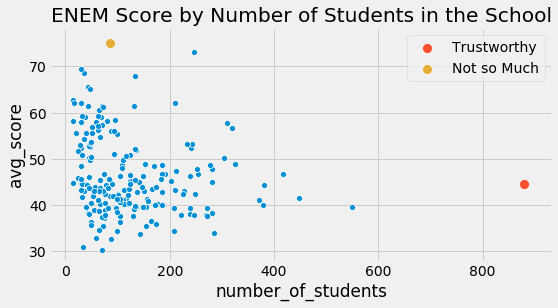 ENEM Score by Number of Students in the School
Trustworthy
Not so Much
70
60
50
40
30
avg_score
0
200
400
600
800
number_of_students